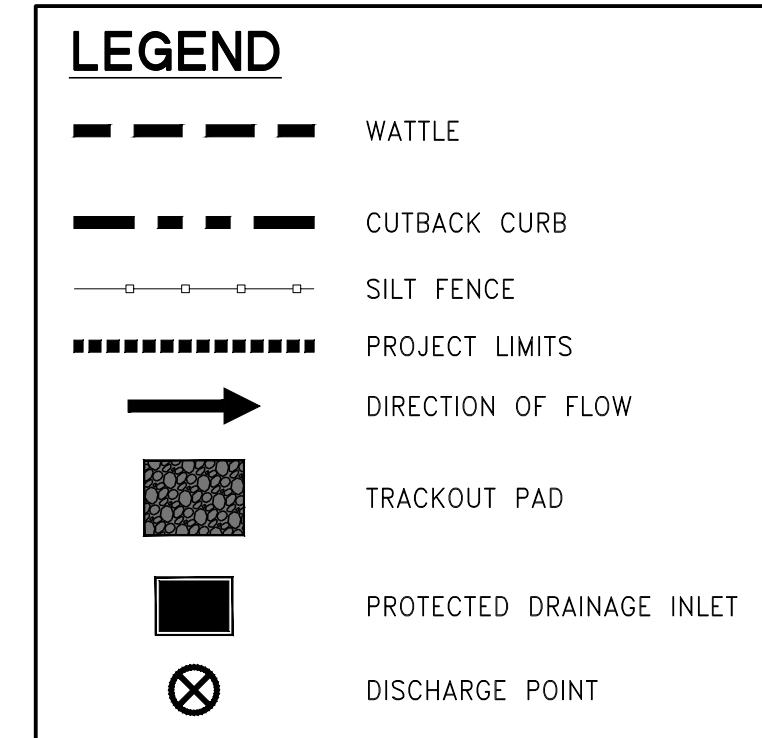 LEGEND
WATTLE
CUTBACK CURB
SILT FENCE
PROJECT LIMITS
DIRECTION OF FLOW
TRACKOUT PAD
PROTECTED DRAINAGE INLET
DISCHARGE POINT